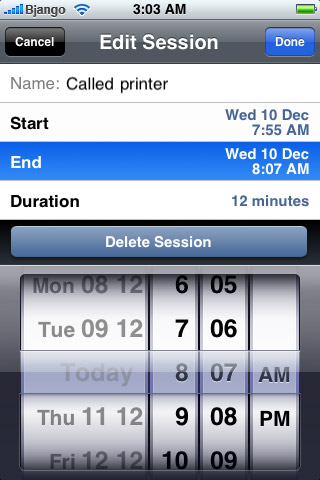 Bjango 3:03 AM
Cancel Edit Session Done
Name: Called printer
Start Wed 10 Dec
7:55 AM
End Wed 10 Dec
8:07 AM
Duration 12 minutes
Delete Session
Mon 08 12 6 05
Tue 09 12 7 06
Today 8 07 AM
Thu 11 12 9 08 PM
Fri 12 12 10 09